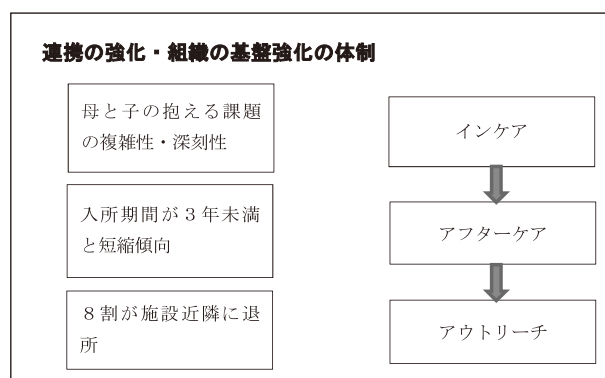 連携の強化・組織の基盤強化の体制
母と子の抱える課題
の複雑性・深刻性
入所期間が３年未満
と短縮傾向
８割が施設近隣に退
所
インケア
アフターケア
アウトリーチ